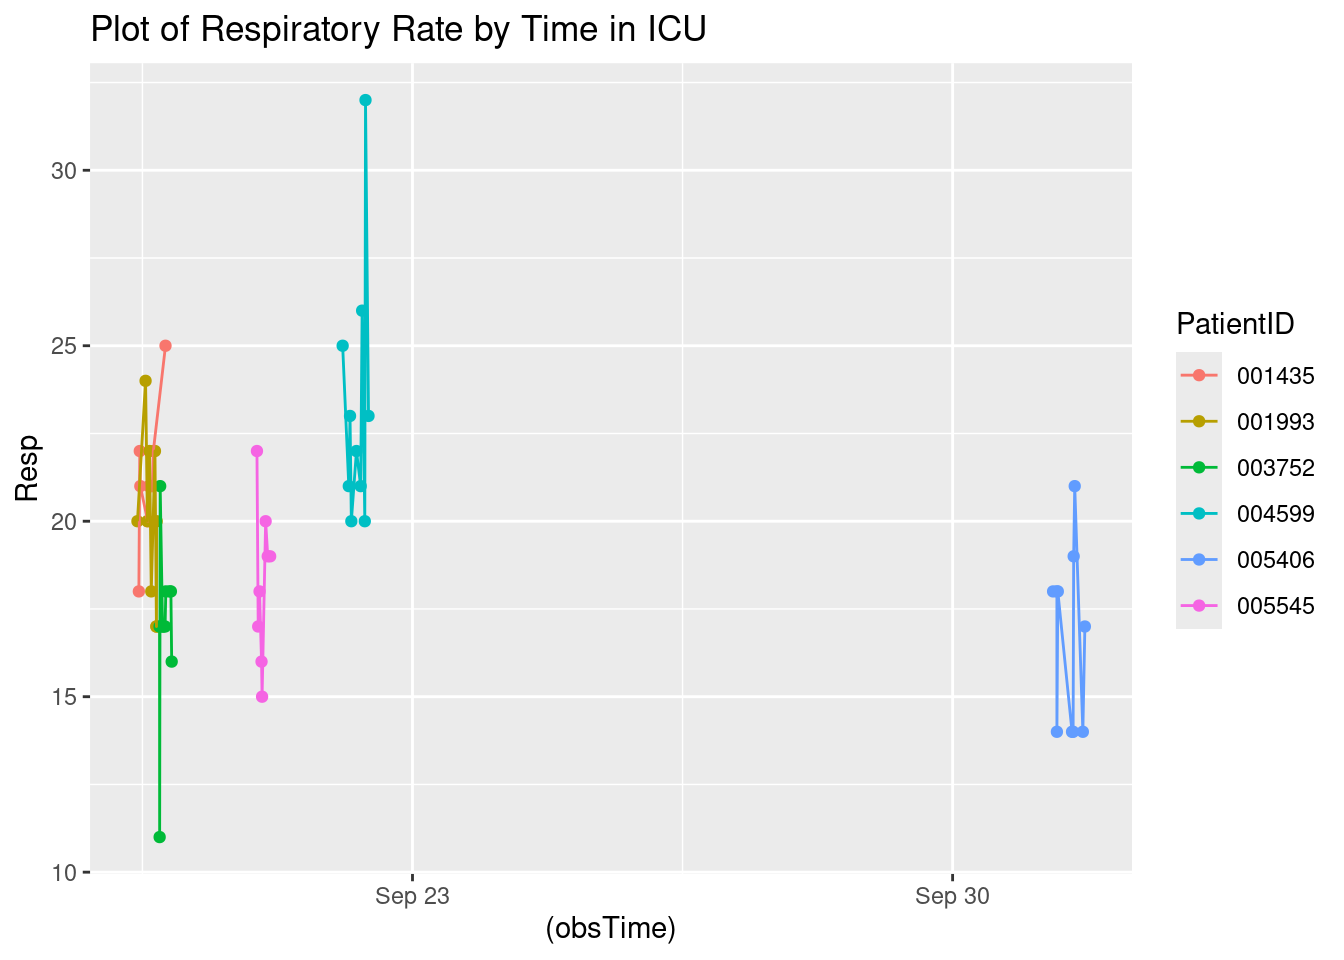 Plot of Respiratory Rate by Time in ICU
Resp
30
25
20
15
10
Sep 23
Sep 30
(obsTime)
PatientID
001435
001993
003752
004599
005406
005545